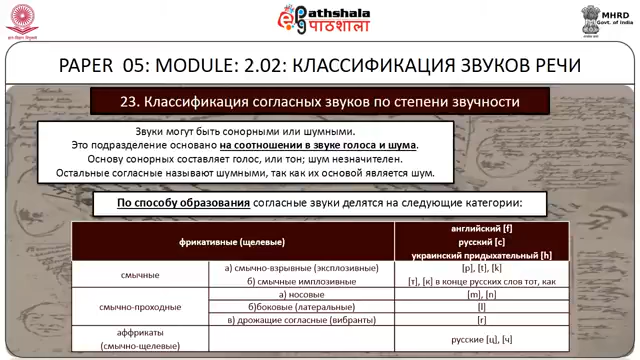 ePathshala
पाठशाला
MHRD
Govt. of India
PAPER 05: MODULE: 2.02: КЛАССИФИКАЦИЯ ЗВУКОВ РЕЧИ
23. Классификация согласных звуков по степени звучности
Звуки могут быть сонорными или шумными.
Это подразделение основано на соотношении в звуке голоса и шума.
Основу сонорных составляет голос, или тон; шум незначителен.
Остальные согласные называют шумными, так как их основой является шум.
По способу образования согласные звуки делятся на следующие категории:
фрикативные (щелевые)
английский [f]
русский [с]
украинский придыхательный [h]
смычные
а) смычно-взрывные (эксплозивные)
[p], [t], [k]
б) смычные имплозивные
[т], [к] в конце русских слов тот, как
смычно-проходные
а) носовые
[m], [n]
б)боковые (латеральные)
[l]
в) дрожащие согласные (вибранты)
[r]
аффрикаты
(смычно-щелевые)
русские [ц], [ч]